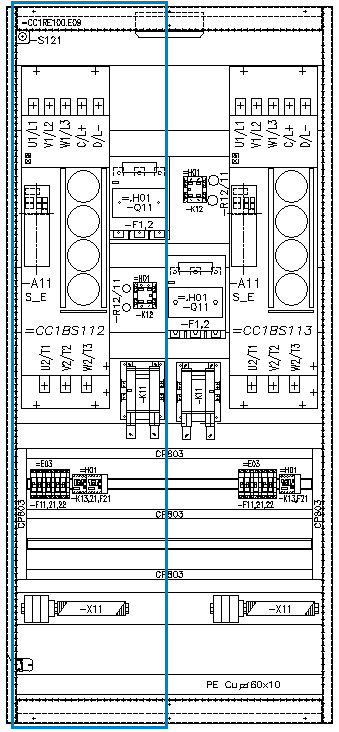 =CC1RE100.E09
-S121
U1/L1 V1/L2 W1/L3 C/L+ D/L-
U1/L1 V1/L2 W1/L3 C/L+ D/L-
=H01
-K12
-R12/11
=.H01
-Q11
-F1,2
-A11
S_E
=CC1BS112
U2/T1 V2/T2 W2/T3
-R12/11
=H01
-K12
=.H01
-Q11
-F1,2
-A11
S_E
=CC1BS113
U2/T1 V2/T2 W2/T3
-K11
-K11
CP803
=E03
=H01
-F11,21,22
-K13,21,F21
=E03
=H01
-F11,21,22
-K13,F21
CP803
CP803
CP803
CP803
-X11
-X11
PE Cu 60x10